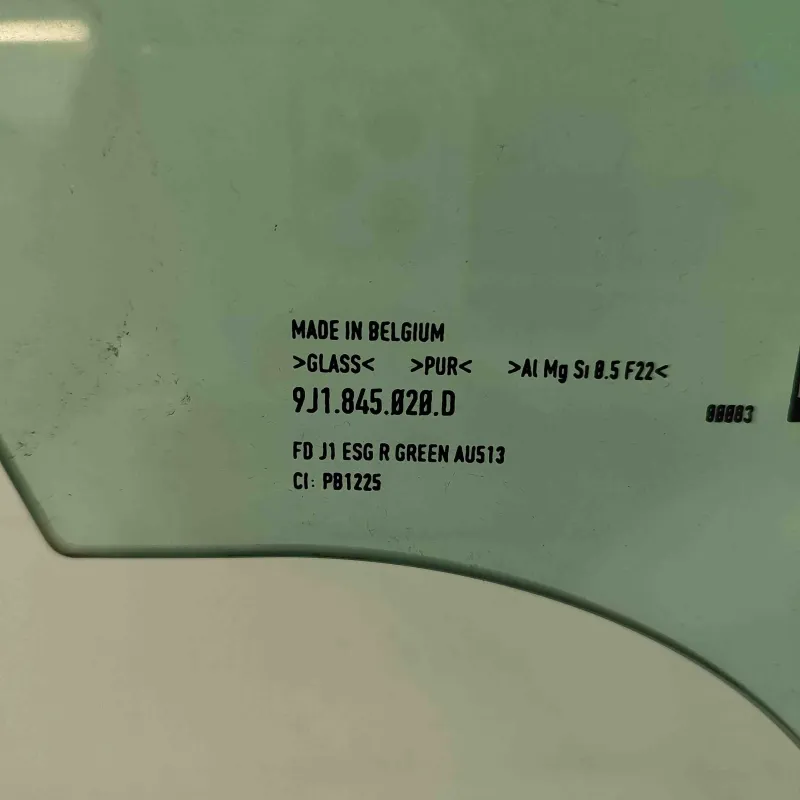 MADE IN BELGIUM
>GLASS< >PUR< >Al Mg Si 0.5 F22<
9J1.845.020.D
00083
FD J1 ESG R GREEN AU513
CI: PB1225